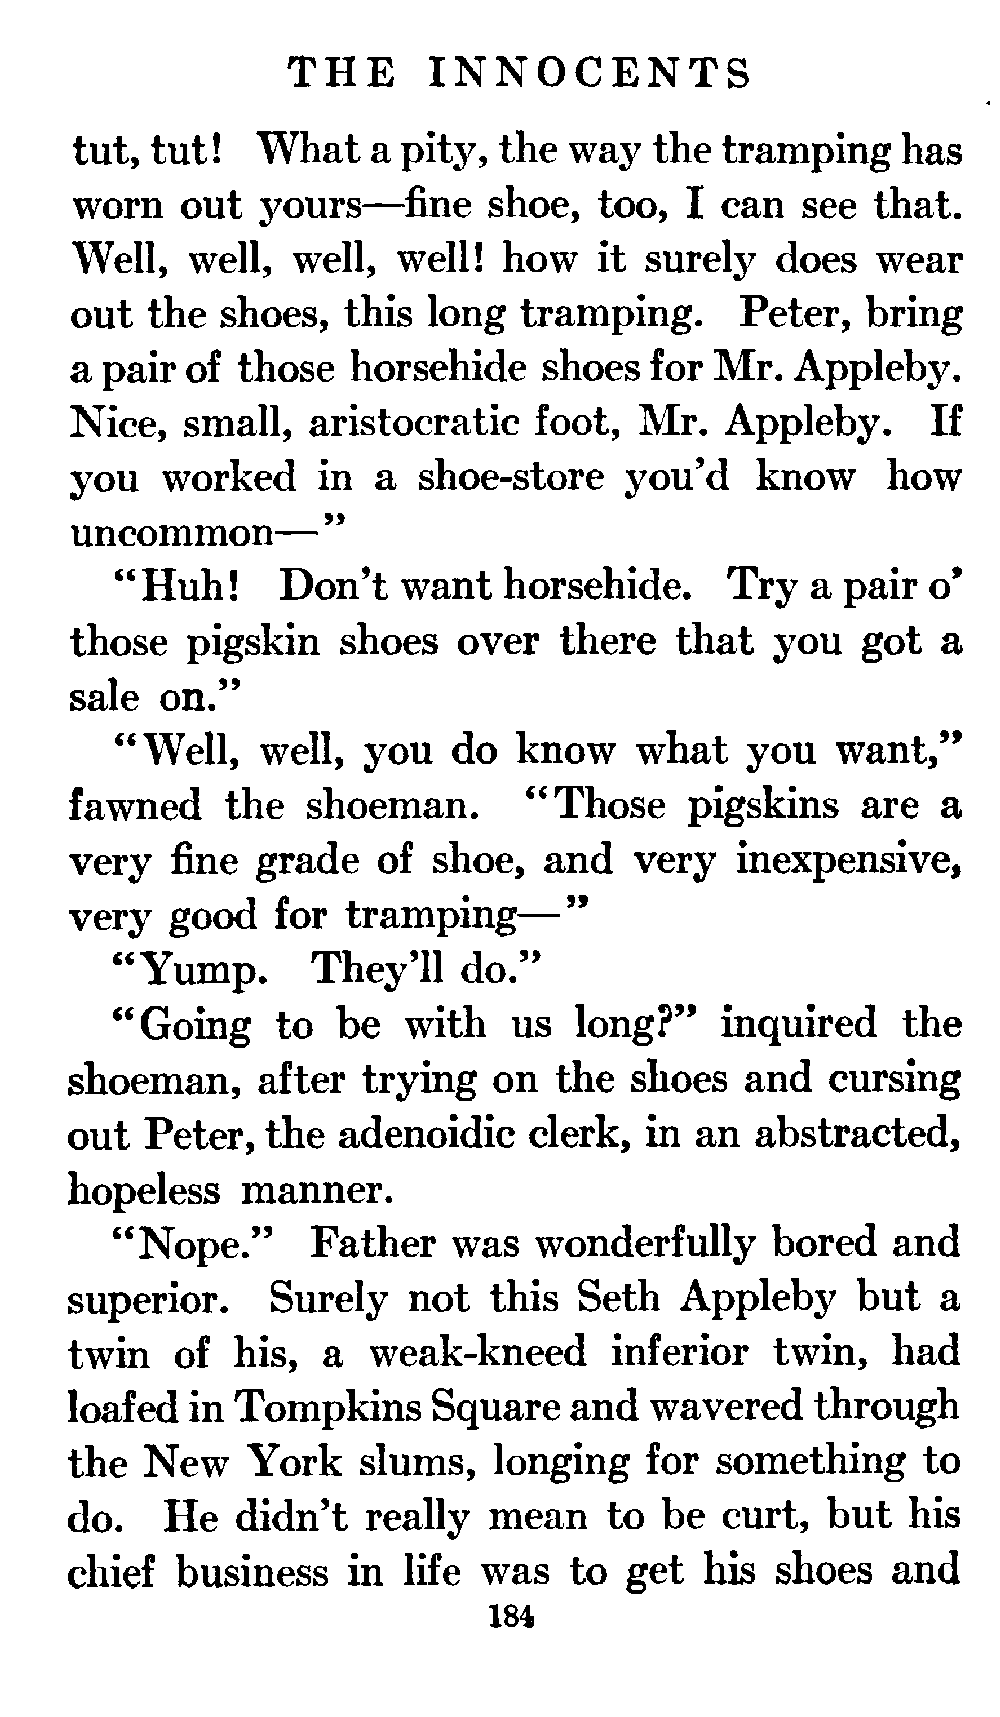 THE INNOCENTS
tut, tut! What a pity, the way the tramping has
worn out yours—fine shoe, too, I can see that.
Well, well, well, well! how it surely does wear
out the shoes, this long tramping. Peter, bring
a pair of those horsehide shoes for Mr. Appleby.
Nice, small, aristocratic foot, Mr. Appleby. If
you worked in a shoe-store you'd know how
uncommon—”
“Huh! Don't want horsehide. Try a pair o'
those pigskin shoes over there that you got a
sale on.”
“Well, well, you do know what you want,”
fawned the shoeman. “Those pigskins are a
very fine grade of shoe, and very inexpensive,
very good for tramping—”
“Yump. They'll do.”
“Going to be with us long?” inquired the
shoeman, after trying on the shoes and cursing
out Peter, the adenoidic clerk, in an abstracted,
hopeless manner.
“Nope.” Father was wonderfully bored and
superior. Surely not this Seth Appleby but a
twin of his, a weak-kneed inferior twin, had
loafed in Tompkins Square and wavered through
the New York slums, longing for something to
do. He didn't really mean to be curt, but his
chief business in life was to get his shoes and
184